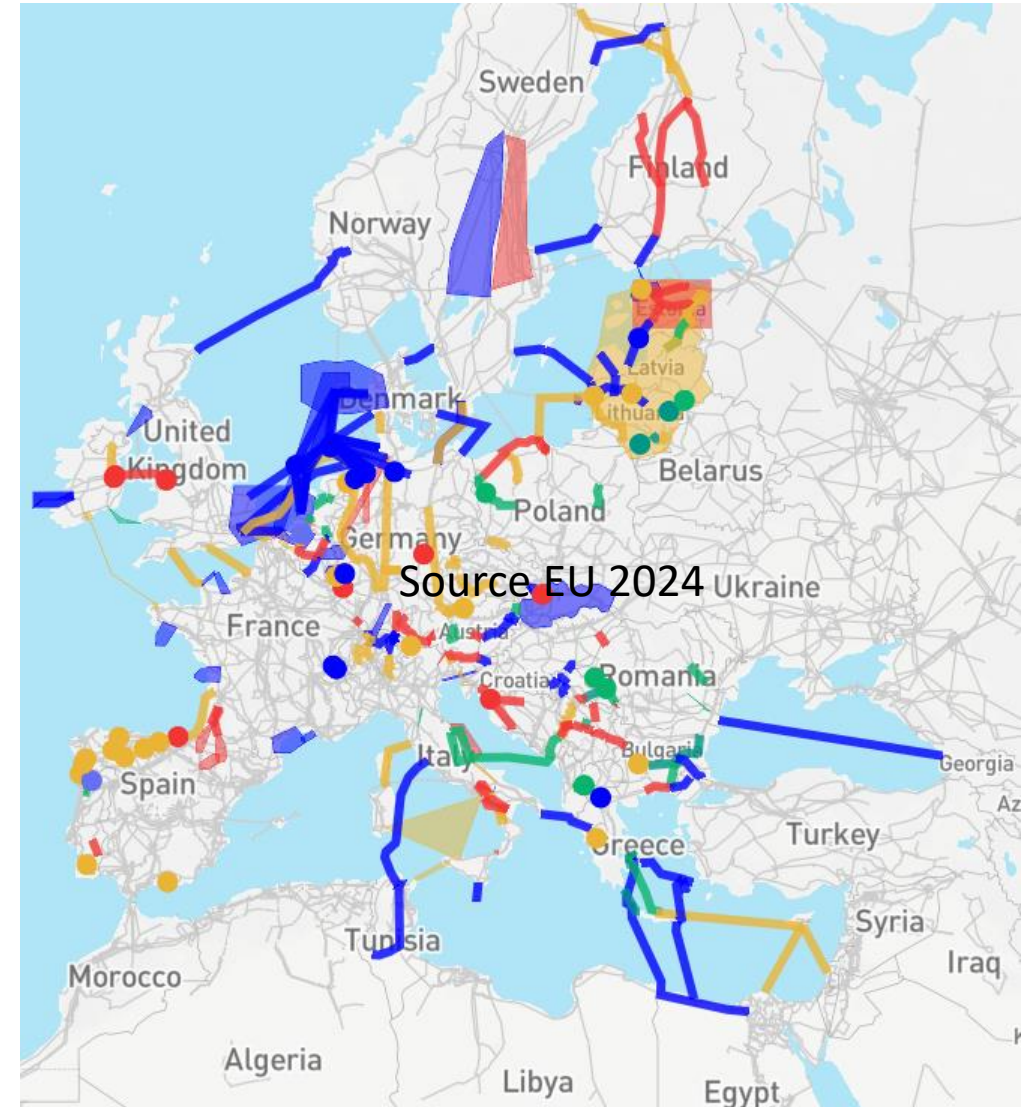 Sweden
Finland
Norway
Estonia
Latvia
Denmark
Lithuania
United
Kingdom
Belarus
Poland
Germany
Source EU 2024
Ukraine
France
Austria
Croatia
Romania
Bulgaria
Italy
Georgia
Spain
Az
Greece
Turkey
Syria
Tunisia
Iraq
Morocco
Algeria
Libya
Egypt